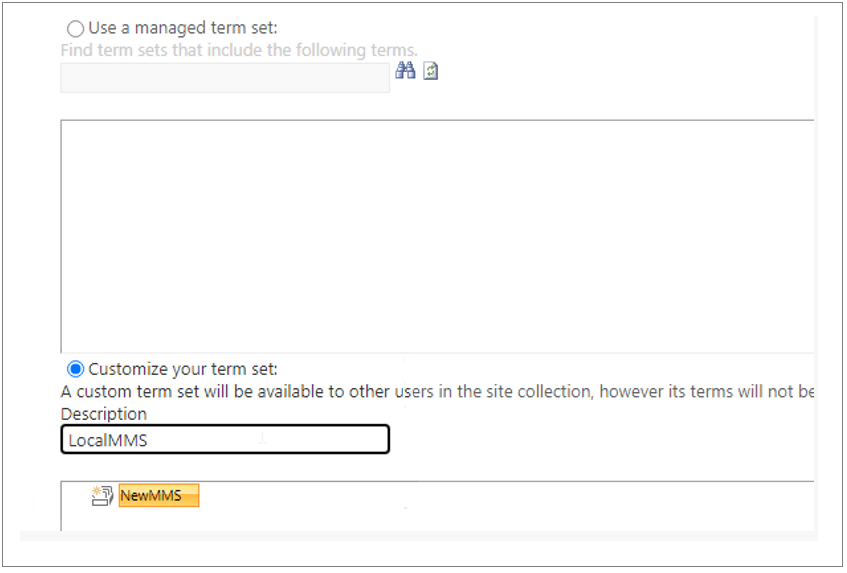 Use a managed term set:
Find term sets that include the following terms.
Customize your term set:
A custom term set will be available to other users in the site collection, however its terms will not be
Description
LocalMMS
NewMMS